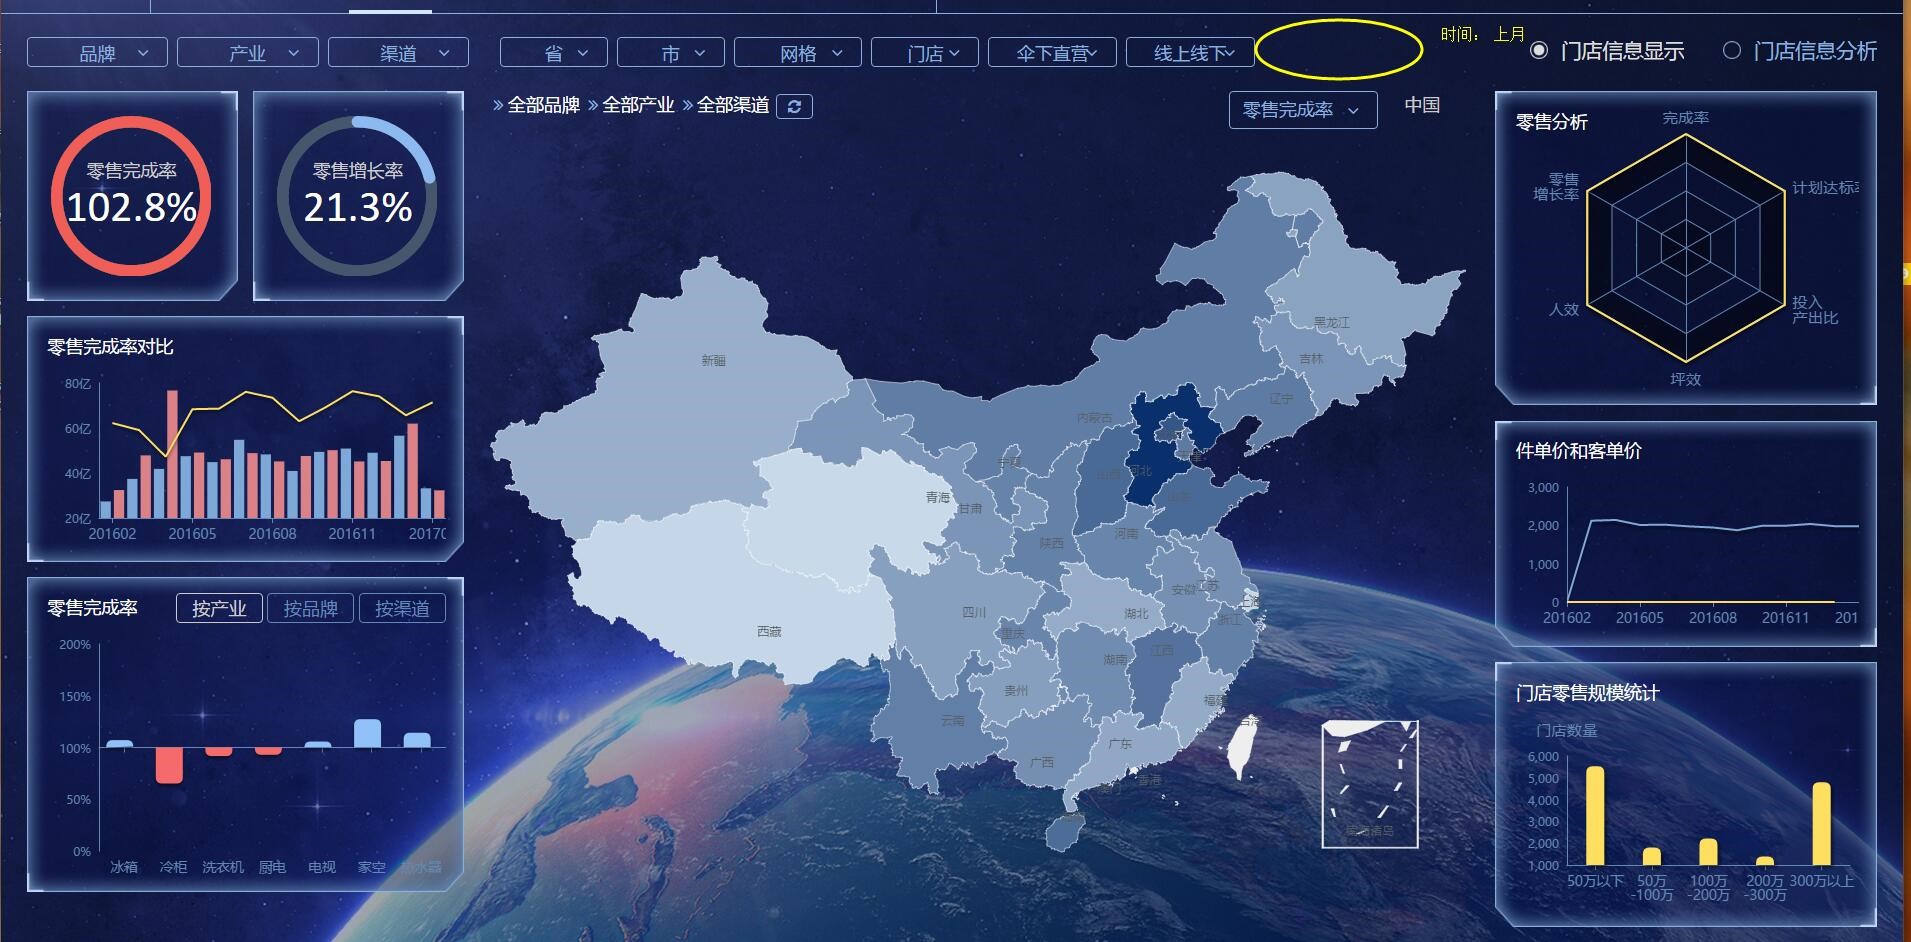 品牌
产业
渠道
省
市
网格
门店
伞下直营
线上线下
时间： 上月
门店信息显示
门店信息分析
零售完成率
102.8%
零售增长率
21.3%
» 全部品牌 » 全部产业 » 全部渠道
零售完成率
中国
零售完成率对比
80亿
60亿
40亿
20亿
201602 201605 201608 201611
零售完成率
按产业
按品牌
按渠道
200%
150%
100%
50%
0%
冰箱 冷柜 洗衣机 厨电 电视 家空 热水器
新疆
黑龙江
吉林
辽宁
内蒙古
宁夏
山西
河北
山东
青海
甘肃
陕西
河南
安徽
江苏
上海
浙江
西藏
四川
重庆
湖北
湖南
江西
贵州
福建
云南
广西
广东
香港
南海诸岛
零售分析
完成率
零售
增长率
计划达标率
人效
投入
产出比
坪效
件单价和客单价
3,000
2,000
1,000
0
201602 201605 201608 201611 201
门店零售规模统计
门店数量
6,000
5,000
4,000
3,000
2,000
1,000
50万以下
50万
-100万
100万
-200万
200万
-300万
300万以上